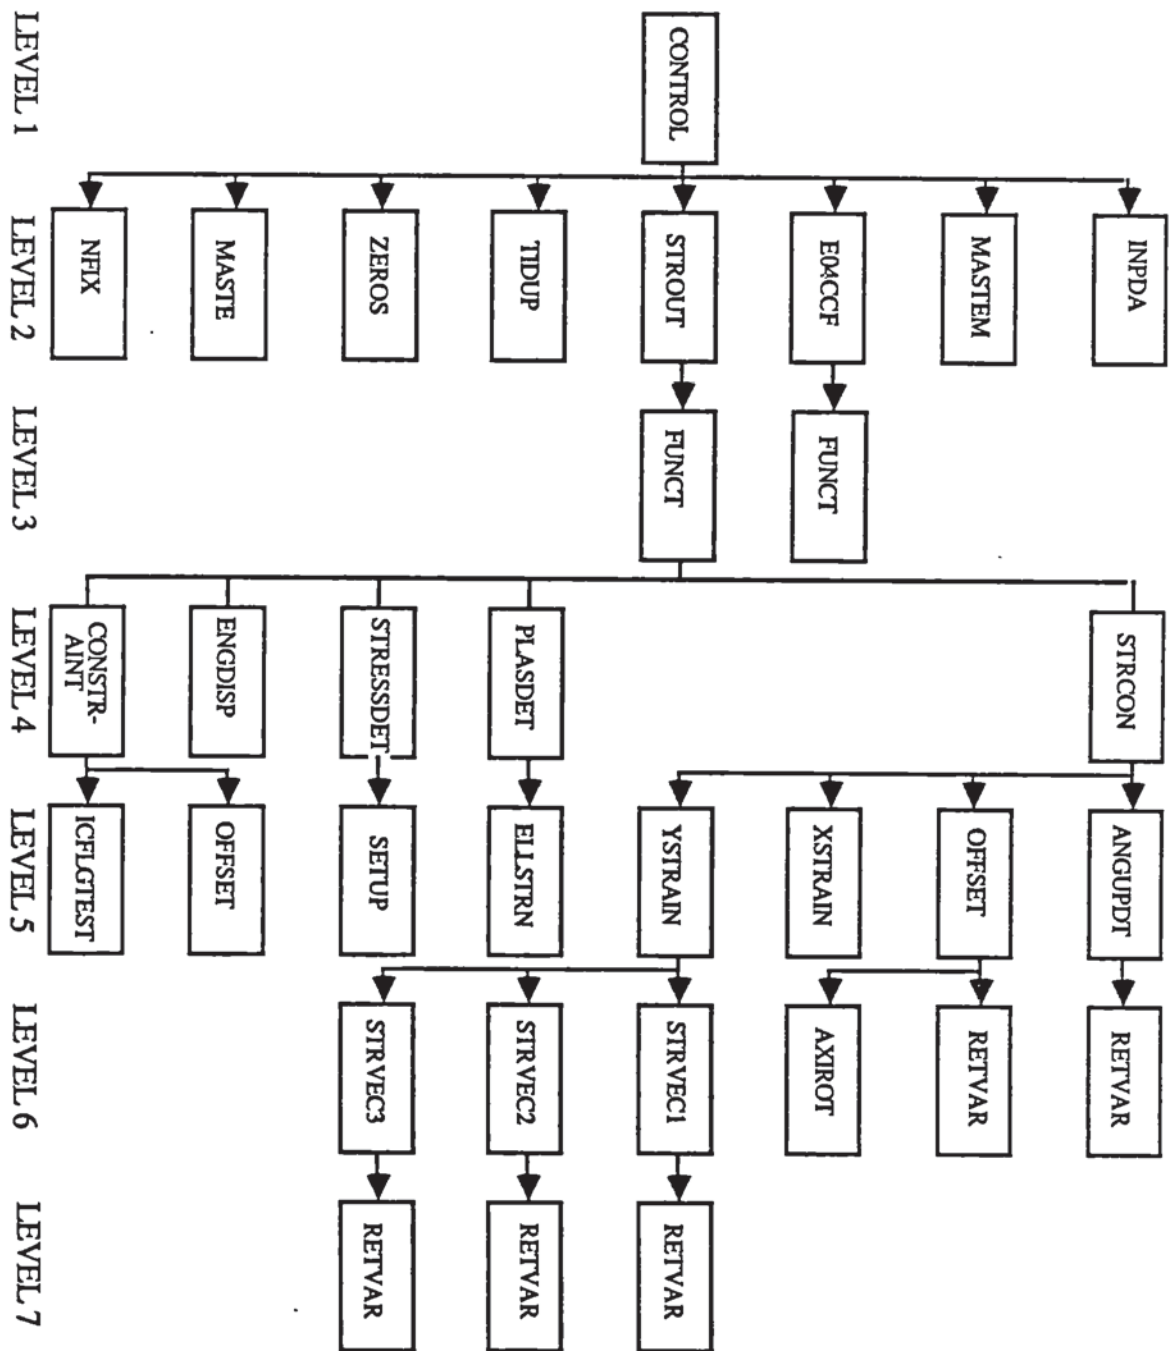 LEVEL 1
CONTROL
LEVEL 2
NFIX
MASTE
ZEROS
TIDUP
STROUT
E04CCF
MASTEM
INPDA
LEVEL 3
FUNCT
FUNCT
LEVEL 4
CONSTR-
AINT
ENGDISP
STRESSDET
PLASDET
STRCON
LEVEL 5
ICFLGTEST
OFFSET
SETUP
ELLSTRN
YSTRAIN
XSTRAIN
OFFSET
ANGUPDT
LEVEL 6
STRVEC3
STRVEC2
STRVEC1
AXIROT
RETVAR
RETVAR
LEVEL 7
RETVAR
RETVAR
RETVAR